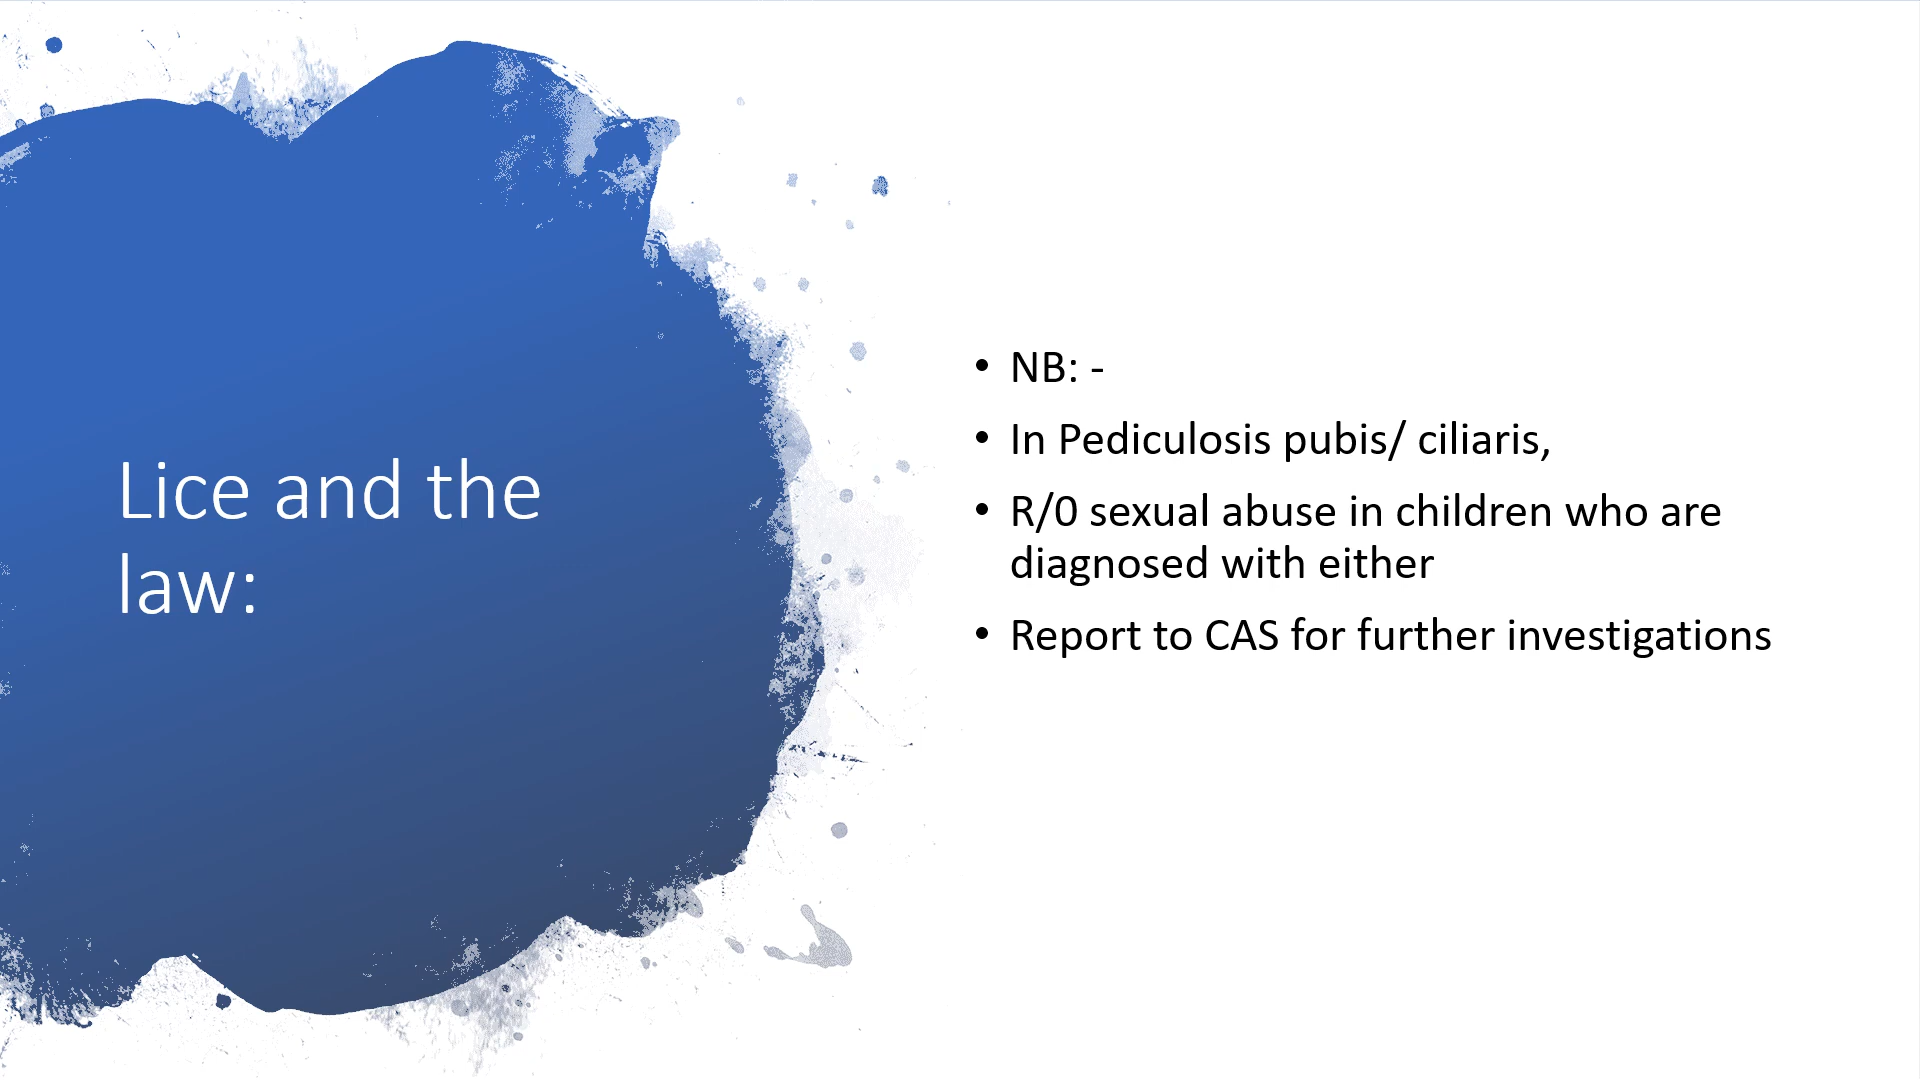 Lice and the
law:
• NB: -
• In Pediculosis pubis/ ciliaris,
• R/0 sexual abuse in children who are
diagnosed with either
• Report to CAS for further investigations